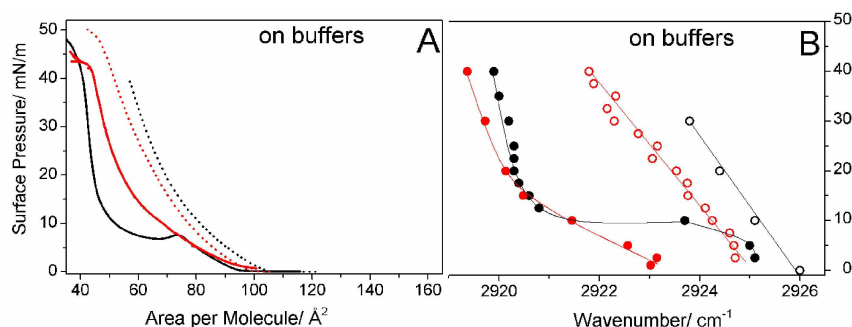 on buffers
A
Surface Pressure/ mN/m
50
40
30
20
10
0
40 60 80 100 120 140 160
Area per Molecule/ Å²
on buffers
B
50
40
30
20
10
0
2920 2922 2924 2926
Wavenumber/ cm⁻¹